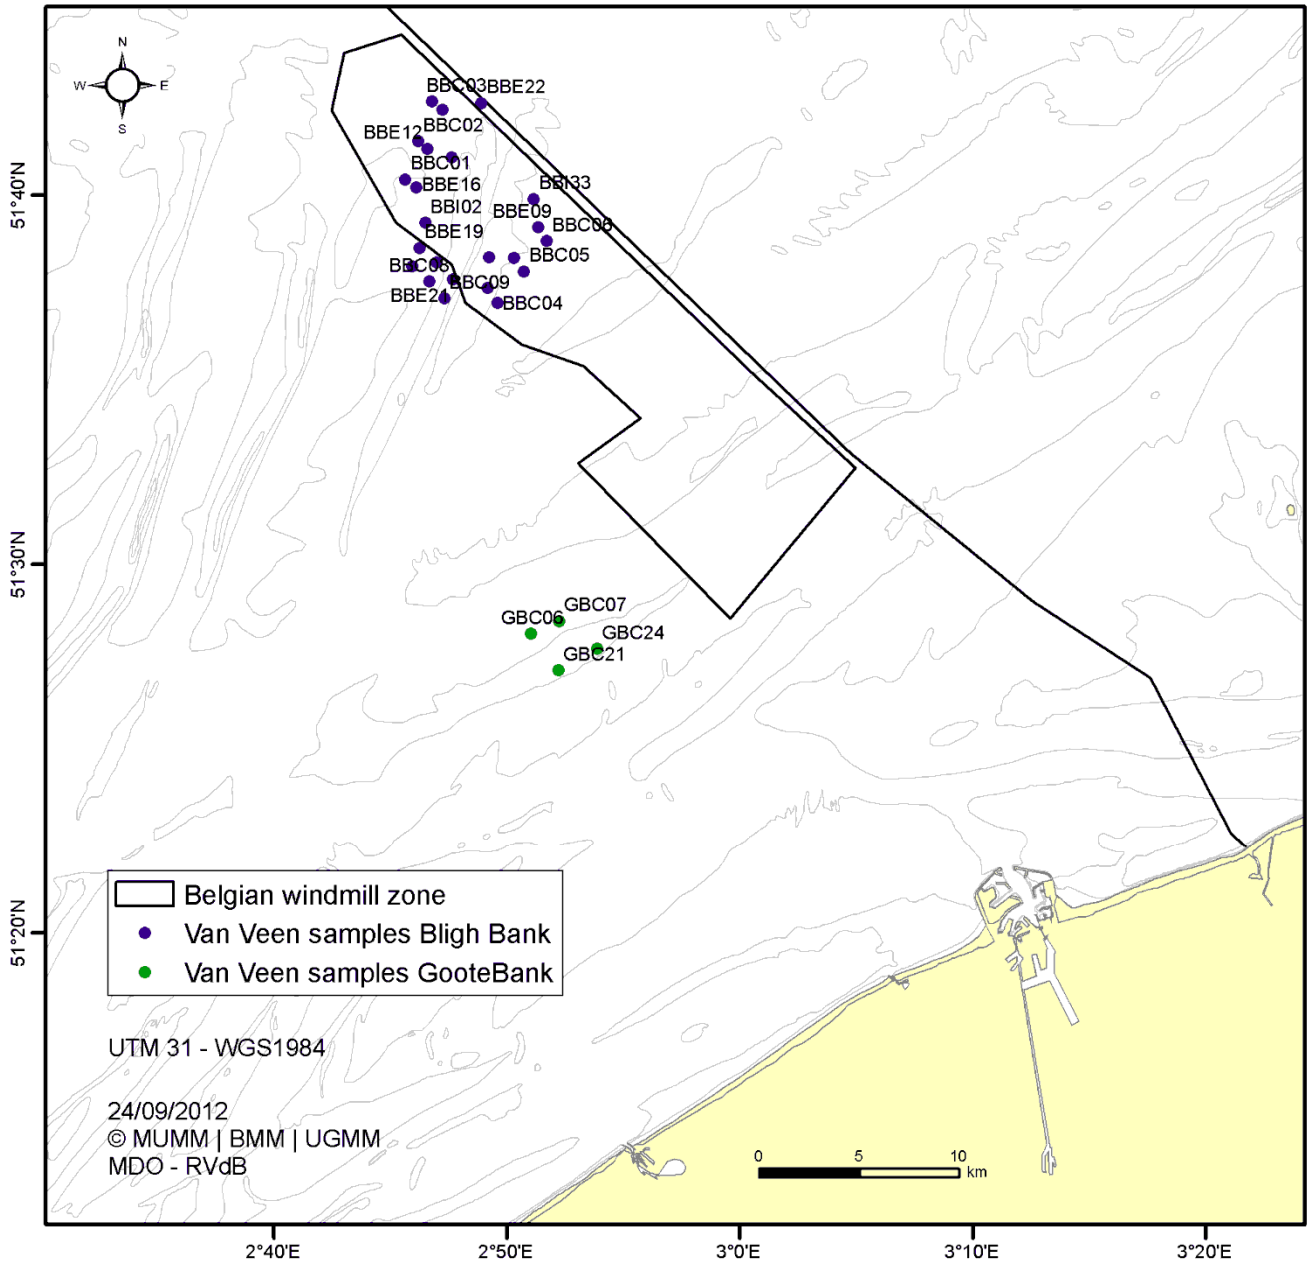 N
W E
S
BBC03 BBE22
BBC02
BBE12
BBC01
BBE16
BBI33
BBI02
BBE09
BBC06
BBE19
BBC05
BBC08
BBC09
BBE21
BBC04
51°40'N
51°30'N
GBC07
GBC06
GBC24
GBC21
51°20'N
Belgian windmill zone
Van Veen samples Bligh Bank
Van Veen samples GooteBank
UTM 31 - WGS1984
24/09/2012
© MUMM | BMM | UGMM
MDO - RVdB
0 5 10
km
2°40'E 2°50'E 3°0'E 3°10'E 3°20'E